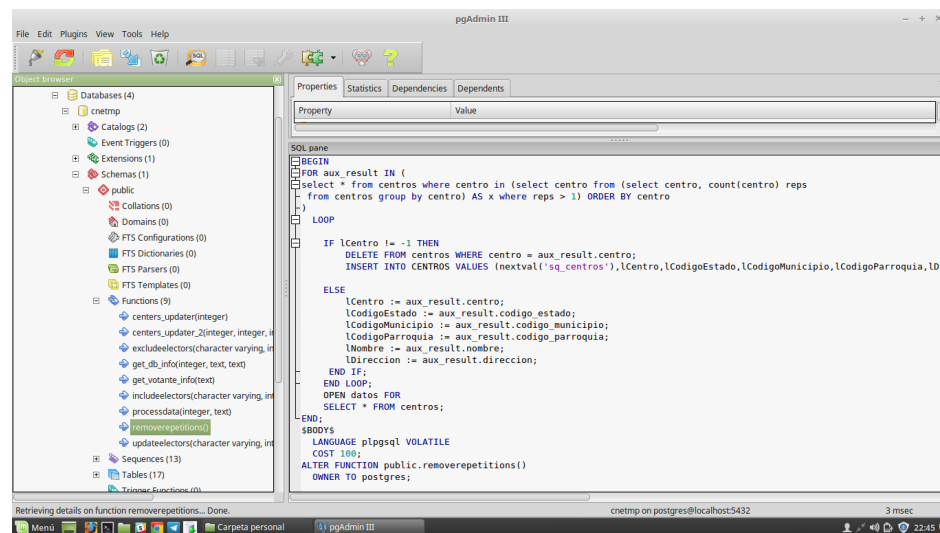 pgAdmin III
File Edit Plugins View Tools Help
SQL
Object browser
Databases (4)
cnetmp
Catalogs (2)
Event Triggers (0)
Extensions (1)
Schemas (1)
public
Collations (0)
Domains (0)
FTS Configurations (0)
FTS Dictionaries (0)
FTS Parsers (0)
FTS Templates (0)
Functions (9)
centers_updater(integer)
centers_updater_2(integer, integer, in
excludeelectors(character varying, in
get_db_info(integer, text, text)
get_votante_info(text)
includeelectors(character varying, int
processdata(integer, text)
removerepetitions()
updateelectors(character varying, int
Sequences (13)
Tables (17)
Trigger Functions (0)
Properties Statistics Dependencies Dependents
Property Value
SQL pane
BEGIN
FOR aux_result IN (
select * from centros where centro in (select centro from (select centro, count(centro) reps
from centros group by centro) AS x where reps > 1) ORDER BY centro
)
LOOP
IF lCentro != -1 THEN
DELETE FROM centros WHERE centro = aux_result.centro;
INSERT INTO CENTROS VALUES (nextval('sq_centros'),lCentro,lCodigoEstado,lCodigoMunicipio,lCodigoParroquia,lD
ELSE
lCentro := aux_result.centro;
lCodigoEstado := aux_result.codigo_estado;
lCodigoMunicipio := aux_result.codigo_municipio;
lCodigoParroquia := aux_result.codigo_parroquia;
lNombre := aux_result.nombre;
lDireccion := aux_result.direccion;
END IF;
END LOOP;
OPEN datos FOR
SELECT * FROM centros;
END;
$BODY$
LANGUAGE plpgsql VOLATILE
COST 100;
ALTER FUNCTION public.removerepetitions()
OWNER TO postgres;
Retrieving details on function removerepetitions... Done. cnetmp on postgres@localhost:5432 3 msec
Menú Carpeta personal pgAdmin III 22:45